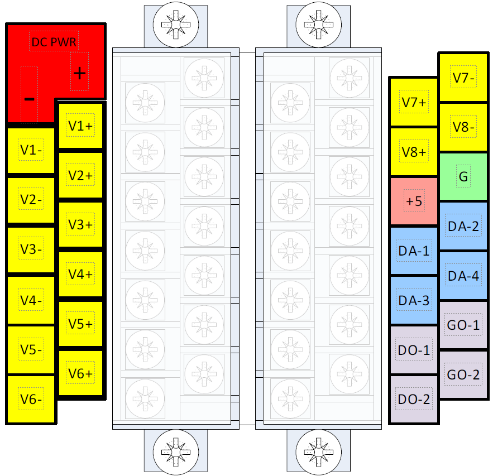 DC PWR
- +
V1+
V1-
V2+
V2-
V3+
V3-
V4+
V4-
V5+
V5-
V6+
V6-
V7-
V7+
V8-
V8+
G
+5
DA-2
DA-1
DA-4
DA-3
GO-1
DO-1
GO-2
DO-2